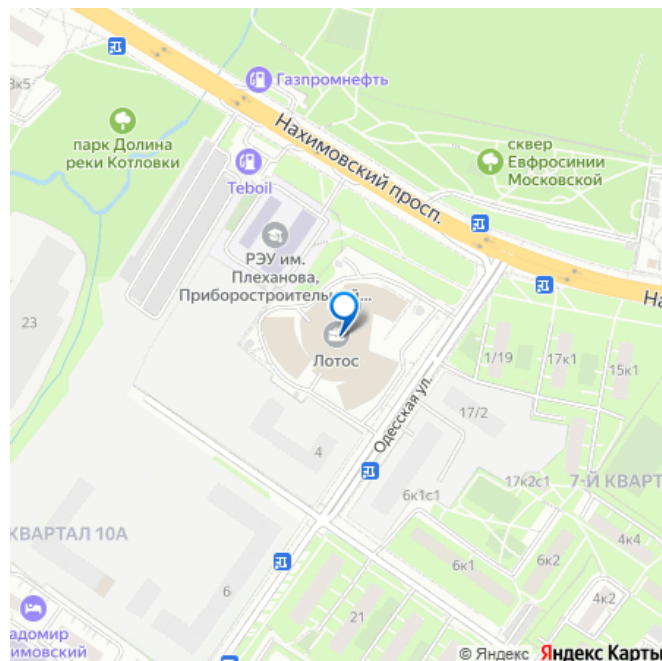 Газпромнефть
3к5
парк Долина
реки Котловки
Нахимовский просп.
сквер
Евфросинии
Московской
Teboil
РЭУ им.
Плеханова,
Приборостроительный...
На
23
Лотос
1/19
17к1
15к1
Одесская ул.
17/2
4
6к1с1
17к2с1
7-Й КВАРТ
КВАРТАЛ 10А
4к4
6к1
6к2
6
4к2
21
адомир
имовский
© Яндекс Яндекс Карты